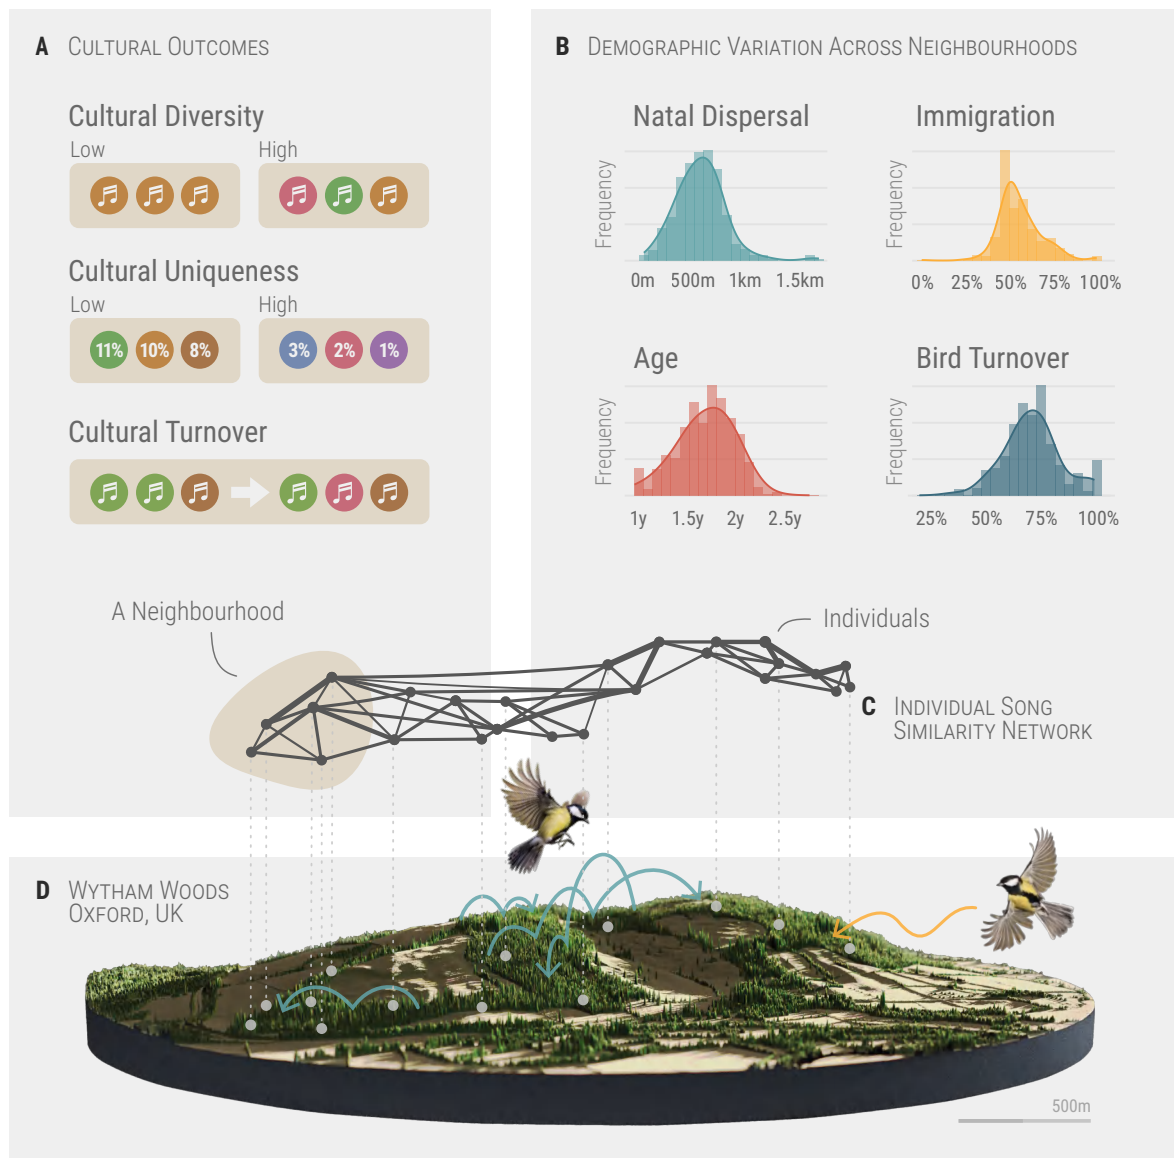 A CULTURAL OUTCOMES
Cultural Diversity
Low High
Cultural Uniqueness
Low High
11% 10% 8% 3% 2% 1%
Cultural Turnover
B DEMOGRAPHIC VARIATION ACROSS NEIGHBOURHOODS
Natal Dispersal
Frequency
0m 500m 1km 1.5km
Immigration
Frequency
0% 25% 50% 75% 100%
Age
Frequency
1y 1.5y 2y 2.5y
Bird Turnover
Frequency
25% 50% 75% 100%
A Neighbourhood
Individuals
C INDIVIDUAL SONG
SIMILARITY NETWORK
D WYTHAM WOODS
OXFORD, UK
500m